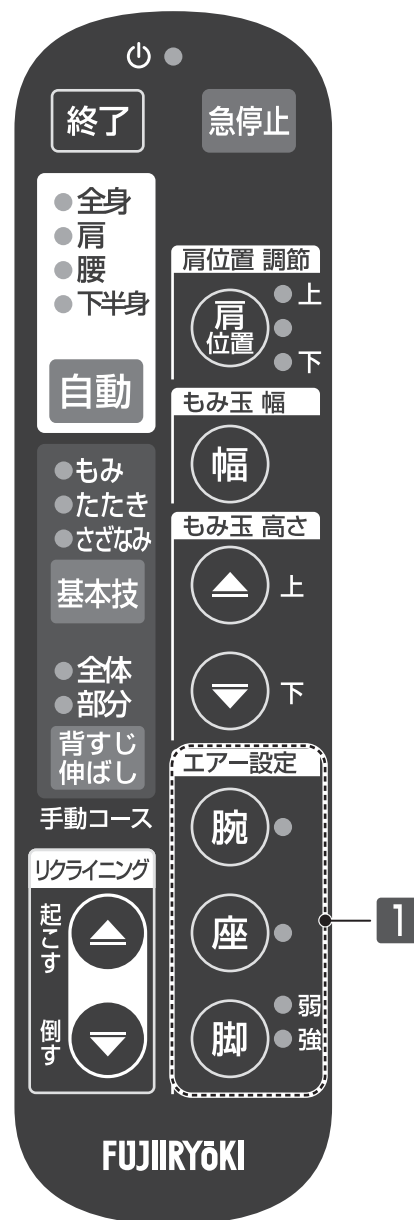 終了
急停止
全身
肩
腰
下半身
自動
もみ
たたき
さざなみ
基本技
全体
部分
背すじ
伸ばし
手動コース
リクライニング
起こす
倒す
肩位置 調節
肩
位置
上
下
もみ玉 幅
幅
もみ玉 高さ
上
下
エアー設定
腕
座
脚
弱
強
1
FUJIIRYōKI